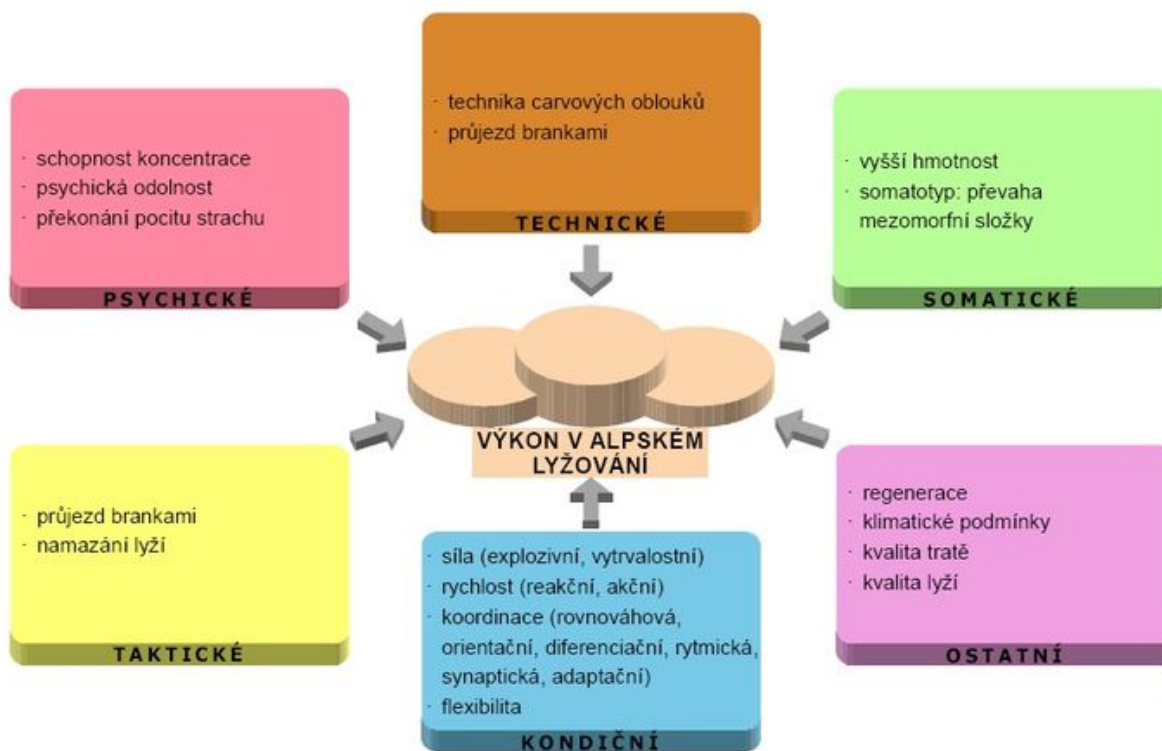 · technika carvových oblouků
· průjezd brankami
TECHNICKÉ
· schopnost koncentrace
· psychická odolnost
· překonání pocitu strachu
PSYCHICKÉ
· vyšší hmotnost
· somatotyp: převaha
mezomorfní složky
SOMATICKÉ
VÝKON V ALPSKÉM
LYŽOVÁNÍ
· průjezd brankami
· namazání lyží
TAKTICKÉ
· síla (explozivní, vytrvalostní)
· rychlost (reakční, akční)
· koordinace (rovnováhová,
orientační, diferenciační, rytmická,
synaptická, adaptační)
· flexibilita
KONDIČNÍ
· regenerace
· klimatické podmínky
· kvalita tratě
· kvalita lyží
OSTATNÍ